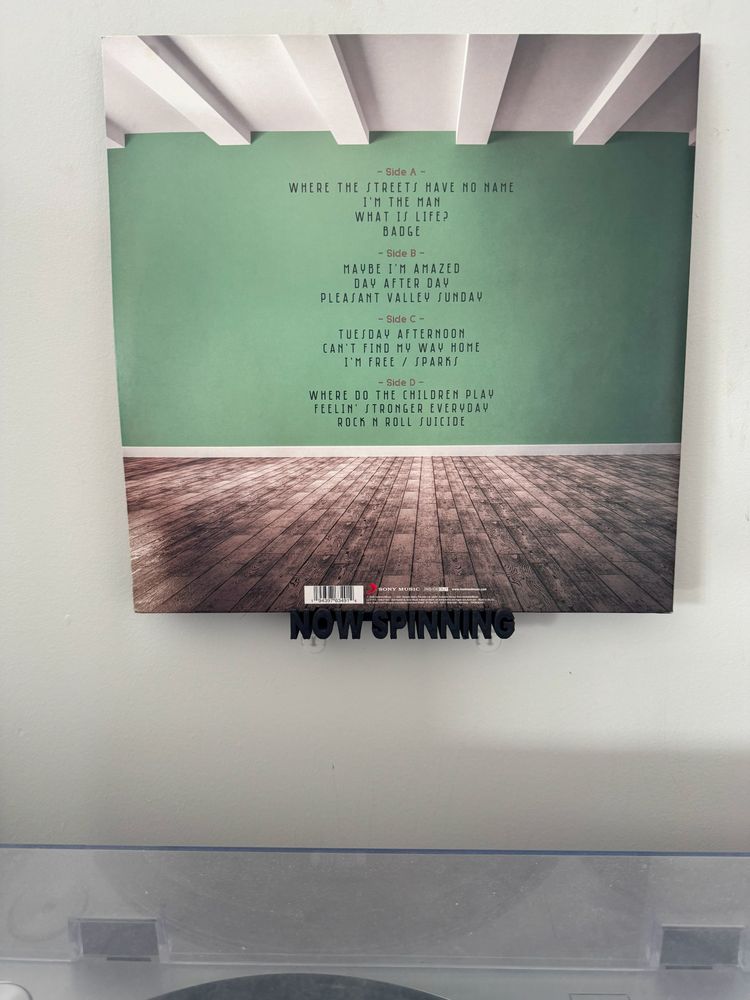 - Side A -
WHERE THE STREETS HAVE NO NAME
I'M THE MAN
WHAT IS LIFE?
BADGE
- Side B -
MAYBE I'M AMAZED
DAY AFTER DAY
PLEASANT VALLEY SUNDAY
- Side C -
TUESDAY AFTERNOON
CAN'T FIND MY WAY HOME
I'M FREE / SPARKS
- Side D -
WHERE DO THE CHILDREN PLAY
FEELIN' STRONGER EVERYDAY
ROCK N ROLL SUICIDE
SONY MUSIC
NOW SPINNING